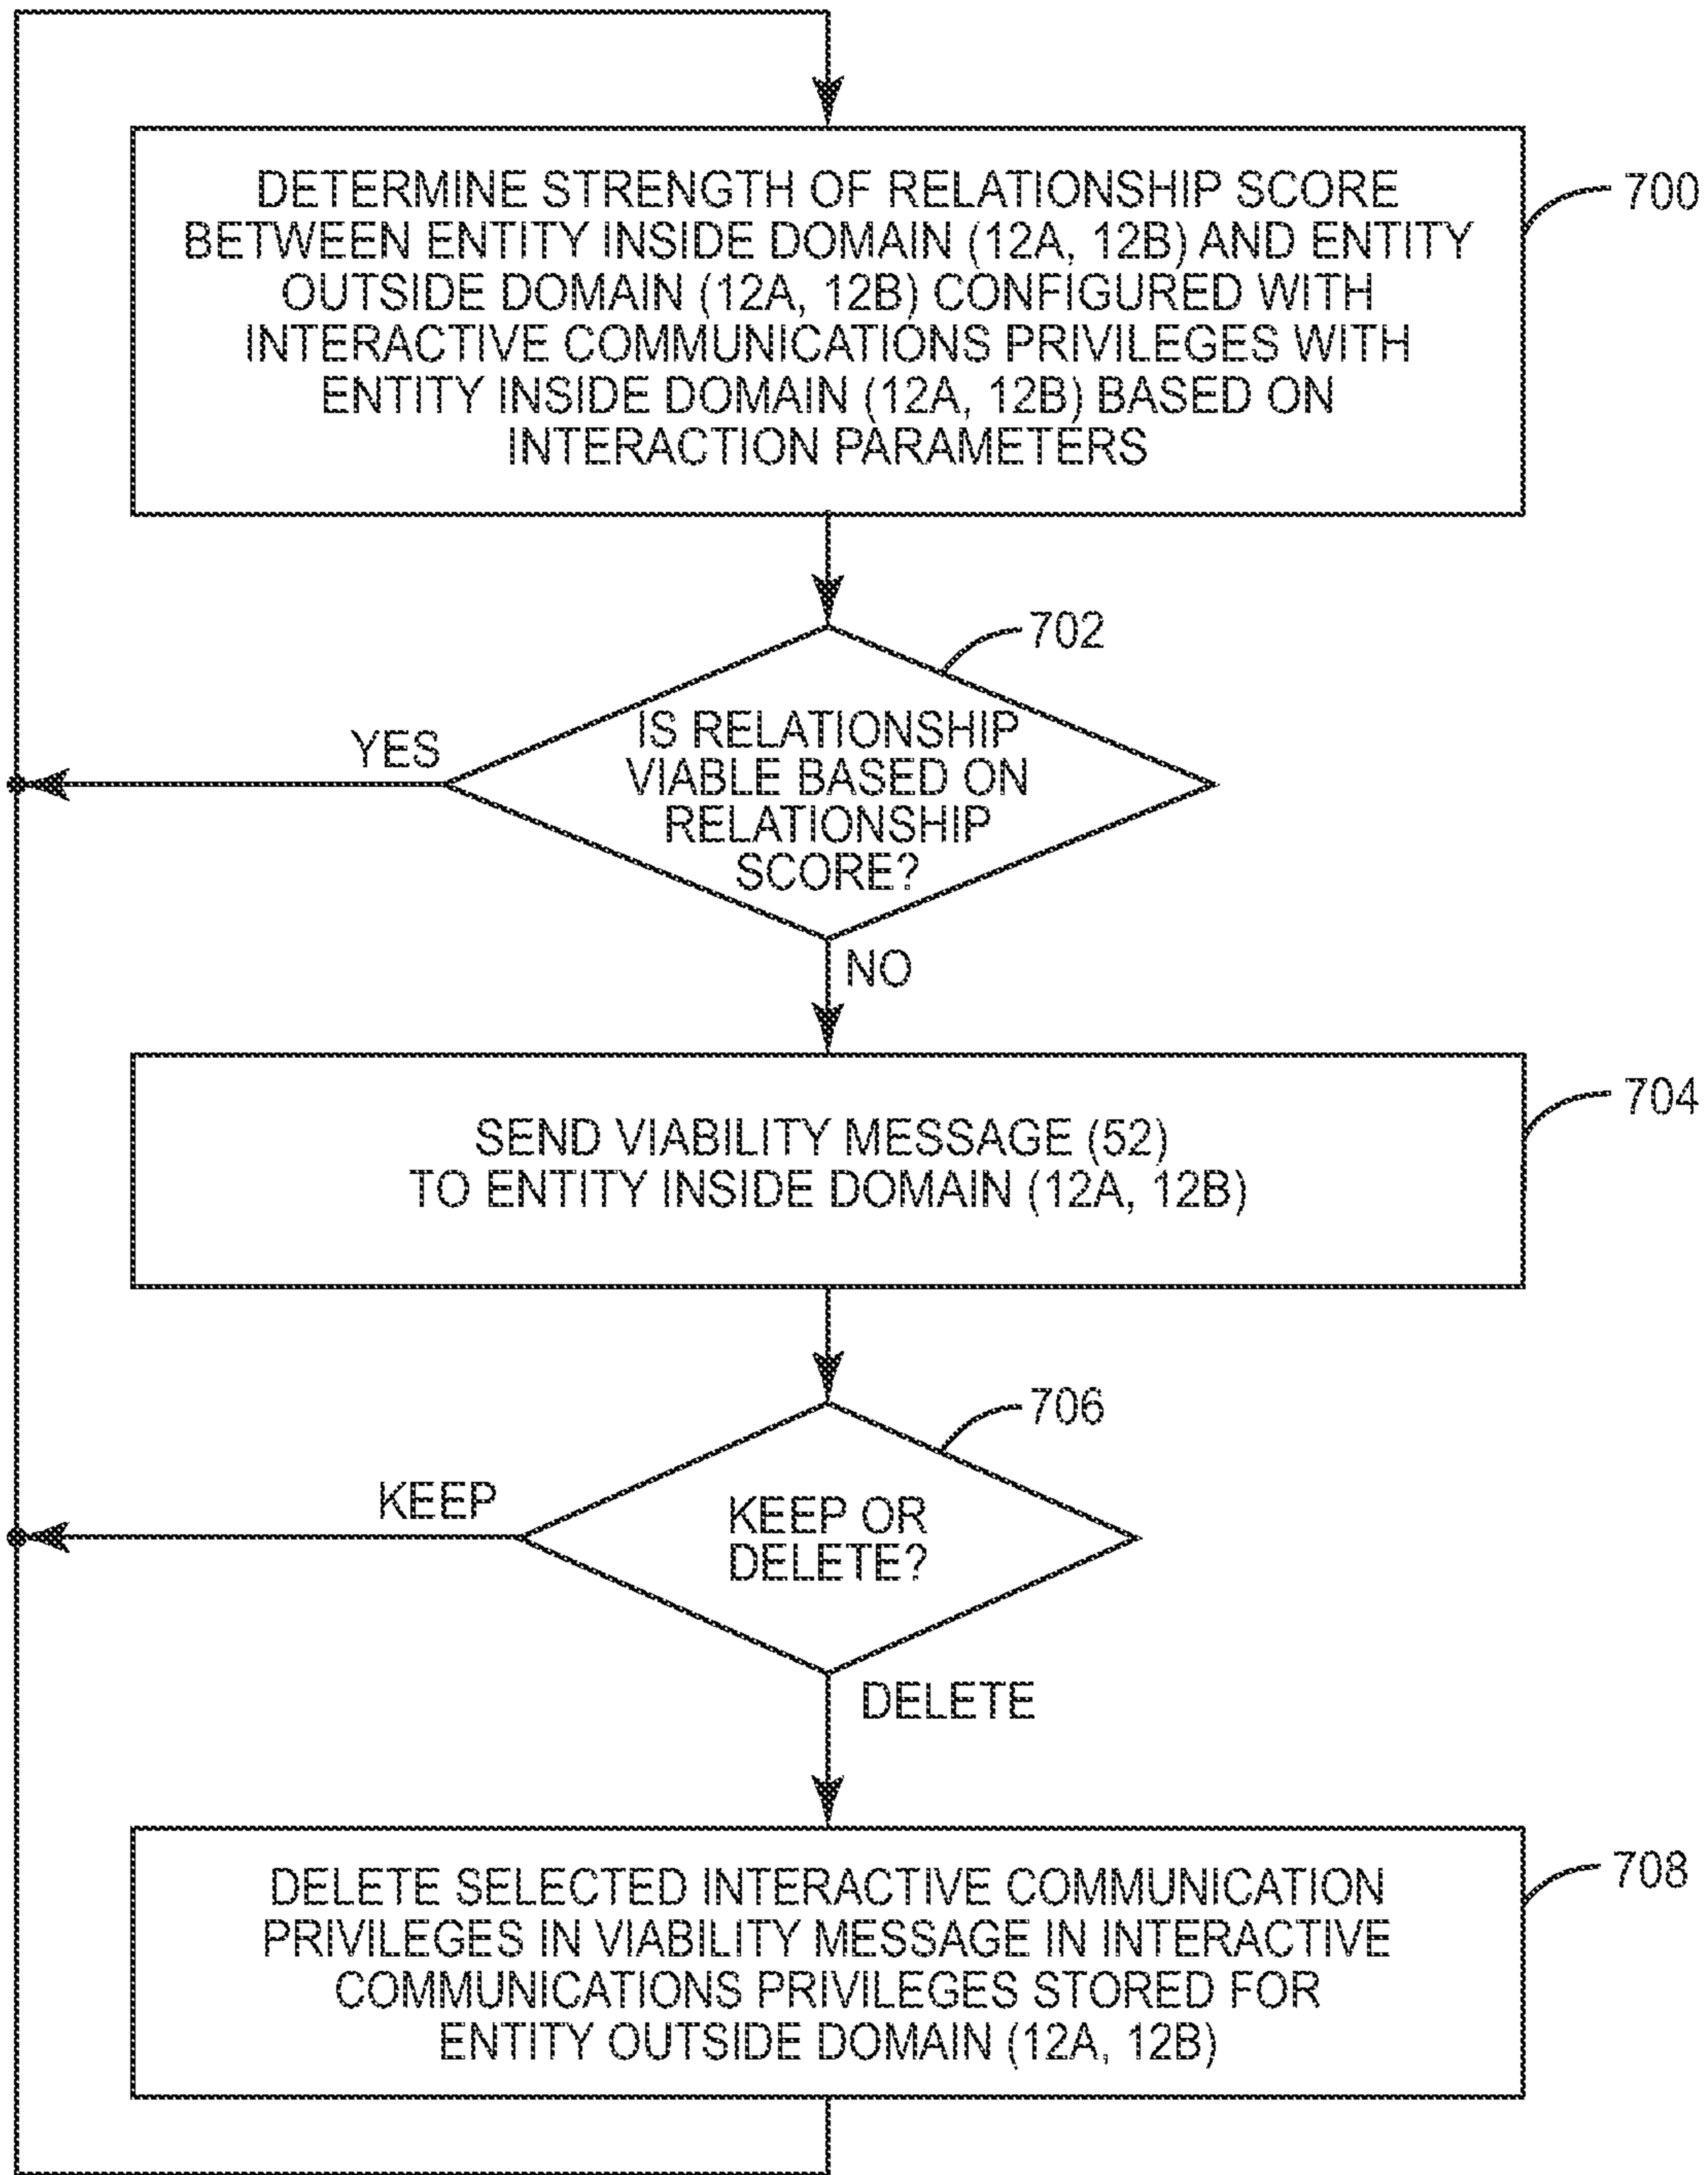 DETERMINE STRENGTH OF RELATIONSHIP SCORE
BETWEEN ENTITY INSIDE DOMAIN (12A, 12B) AND ENTITY
OUTSIDE DOMAIN (12A, 12B) CONFIGURED WITH
INTERACTIVE COMMUNICATIONS PRIVILEGES WITH
ENTITY INSIDE DOMAIN (12A, 12B) BASED ON
INTERACTION PARAMETERS
700
702
IS RELATIONSHIP
VIABLE BASED ON
RELATIONSHIP
SCORE?
YES
NO
SEND VIABILITY MESSAGE (52)
TO ENTITY INSIDE DOMAIN (12A, 12B)
704
706
KEEP OR
DELETE?
KEEP
DELETE
DELETE SELECTED INTERACTIVE COMMUNICATION
PRIVILEGES IN VIABILITY MESSAGE IN INTERACTIVE
COMMUNICATIONS PRIVILEGES STORED FOR
ENTITY OUTSIDE DOMAIN (12A, 12B)
708